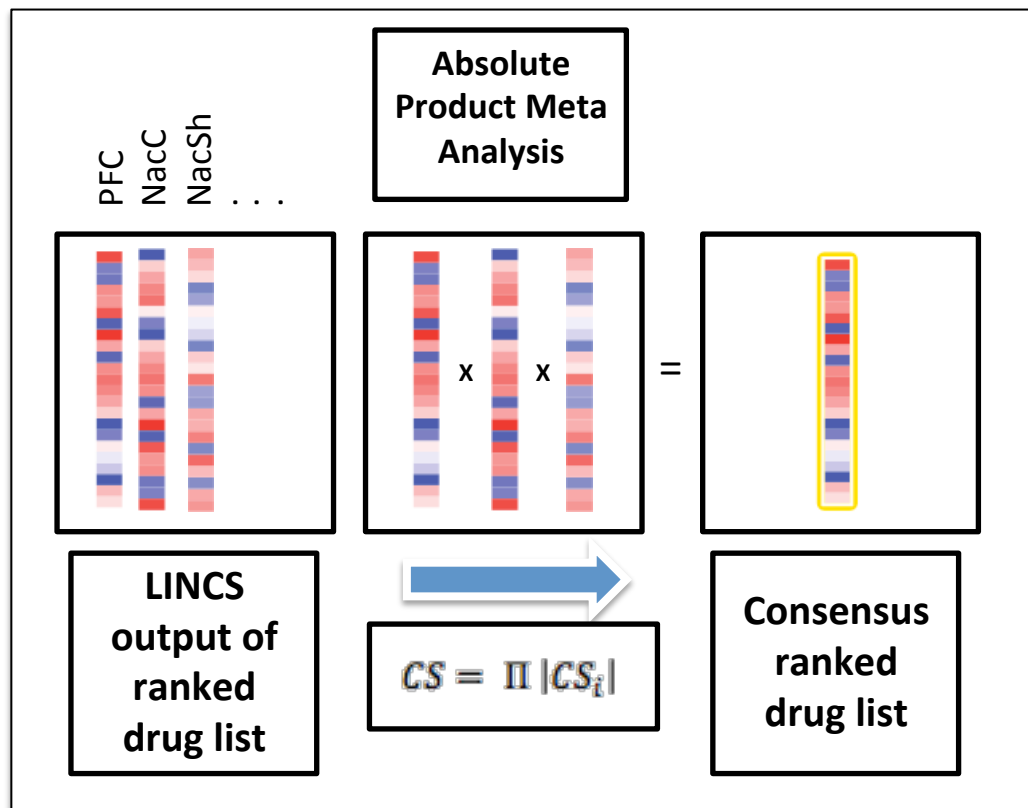 Absolute
Product Meta
Analysis
PFC
NacC
NacSh
. . .
x x =
LINCS
output of
ranked
drug list
CS = Π |CSᵢ|
Consensus
ranked
drug list